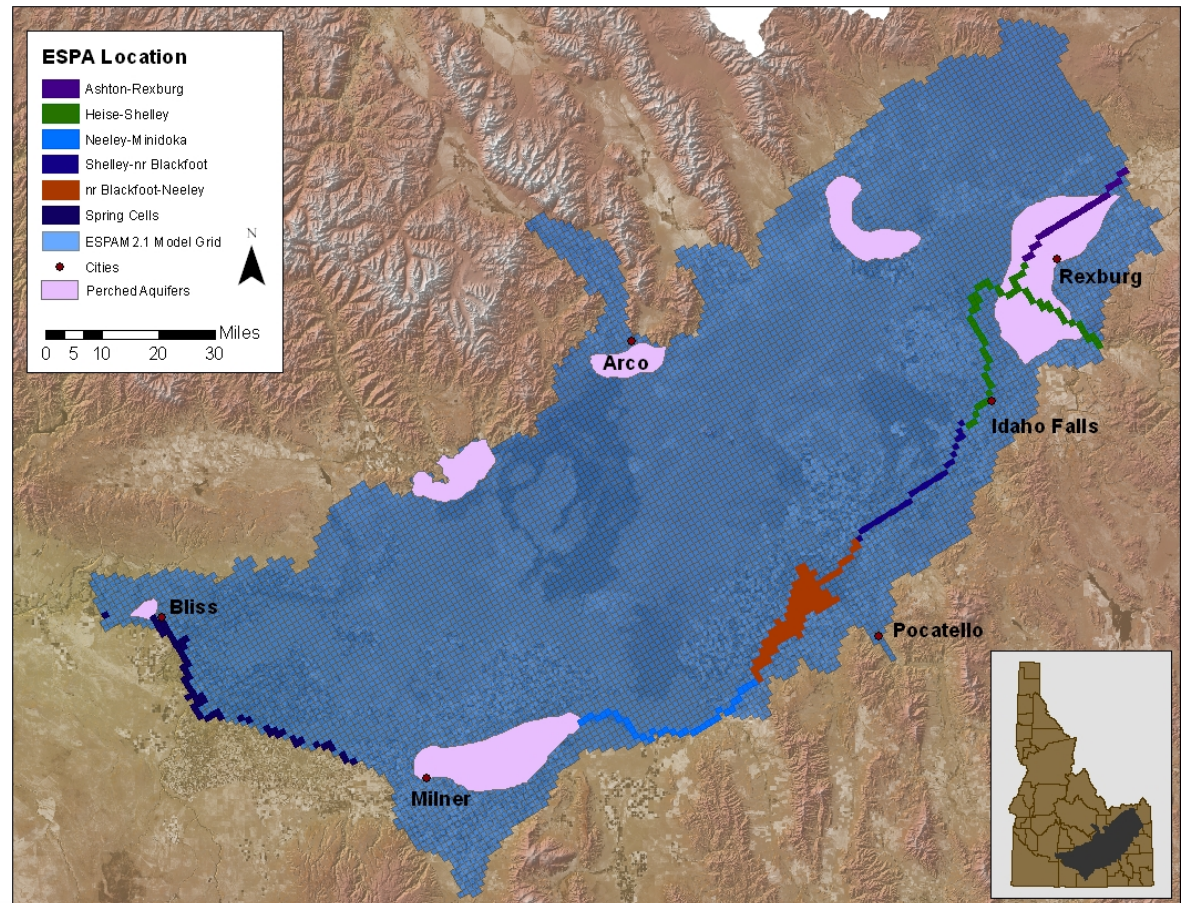 ESPA Location
Ashton-Rexburg
Heise-Shelley
Neeley-Minidoka
Shelley-nr Blackfoot
nr Blackfoot-Neeley
Spring Cells
ESPAM 2.1 Model Grid
Cities
Perched Aquifers
N
Miles
0 5 10 20 30
Rexburg
Arco
Idaho Falls
Bliss
Pocatello
Milner